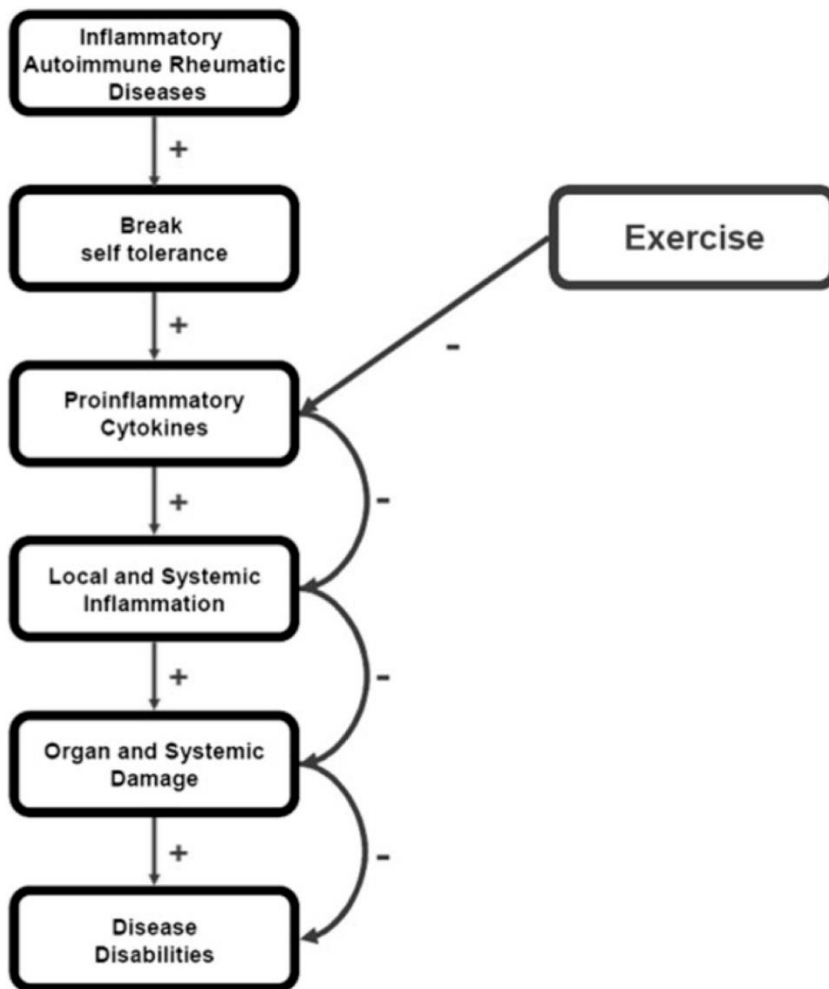 Inflammatory
Autoimmune Rheumatic
Diseases
+
Break
self tolerance
Exercise
+
-
Proinflammatory
Cytokines
+
-
Local and Systemic
Inflammation
+
-
Organ and Systemic
Damage
+
-
Disease
Disabilities